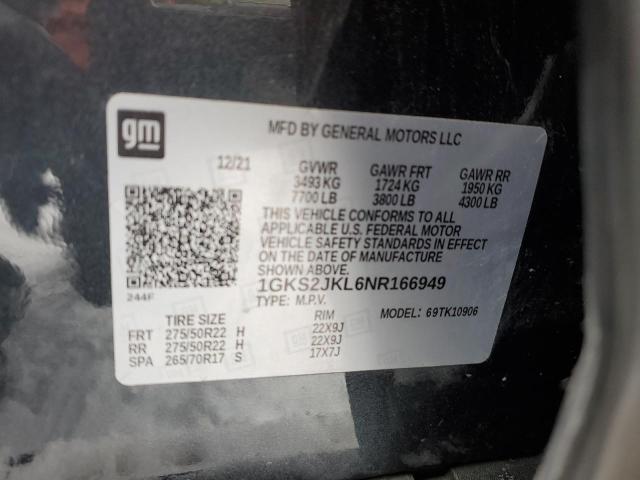 gm
MFD BY GENERAL MOTORS LLC
12/21 GVWR GAWR FRT GAWR RR
3493 KG 1724 KG 1950 KG
7700 LB 3800 LB 4300 LB
THIS VEHICLE CONFORMS TO ALL
APPLICABLE U.S. FEDERAL MOTOR
VEHICLE SAFETY STANDARDS IN EFFECT
ON THE DATE OF MANUFACTURE
SHOWN ABOVE.
1GKS2JKL6NR166949
244F
TYPE: M.P.V. MODEL: 69TK10906
TIRE SIZE RIM
FRT 275/50R22 H 22X9J
RR 275/50R22 H 22X9J
SPA 265/70R17 S 17X7J